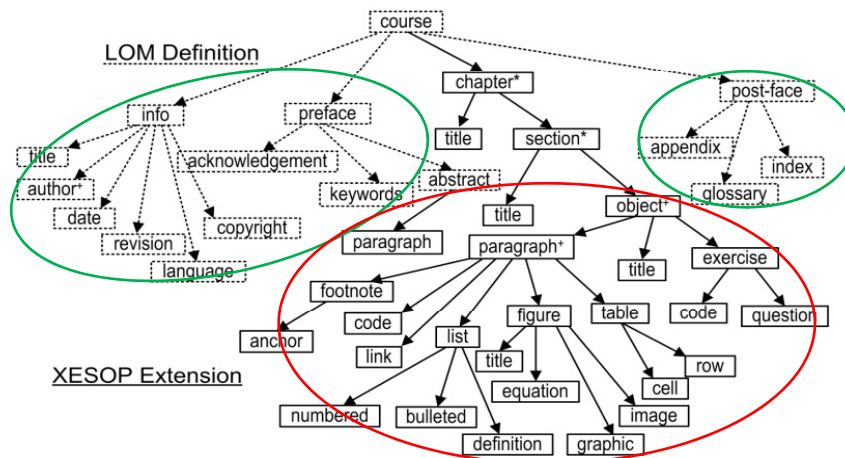 course
LOM Definition
chapter*
post-face
info
preface
title
section*
appendix
index
title
acknowledgement
author+
keywords
abstract
glossary
date
copyright
title
object+
revision
paragraph
paragraph+
language
title
exercise
footnote
code
figure
table
code
question
anchor
link
list
title
row
XESOP Extension
equation
cell
numbered
bulleted
image
definition
graphic